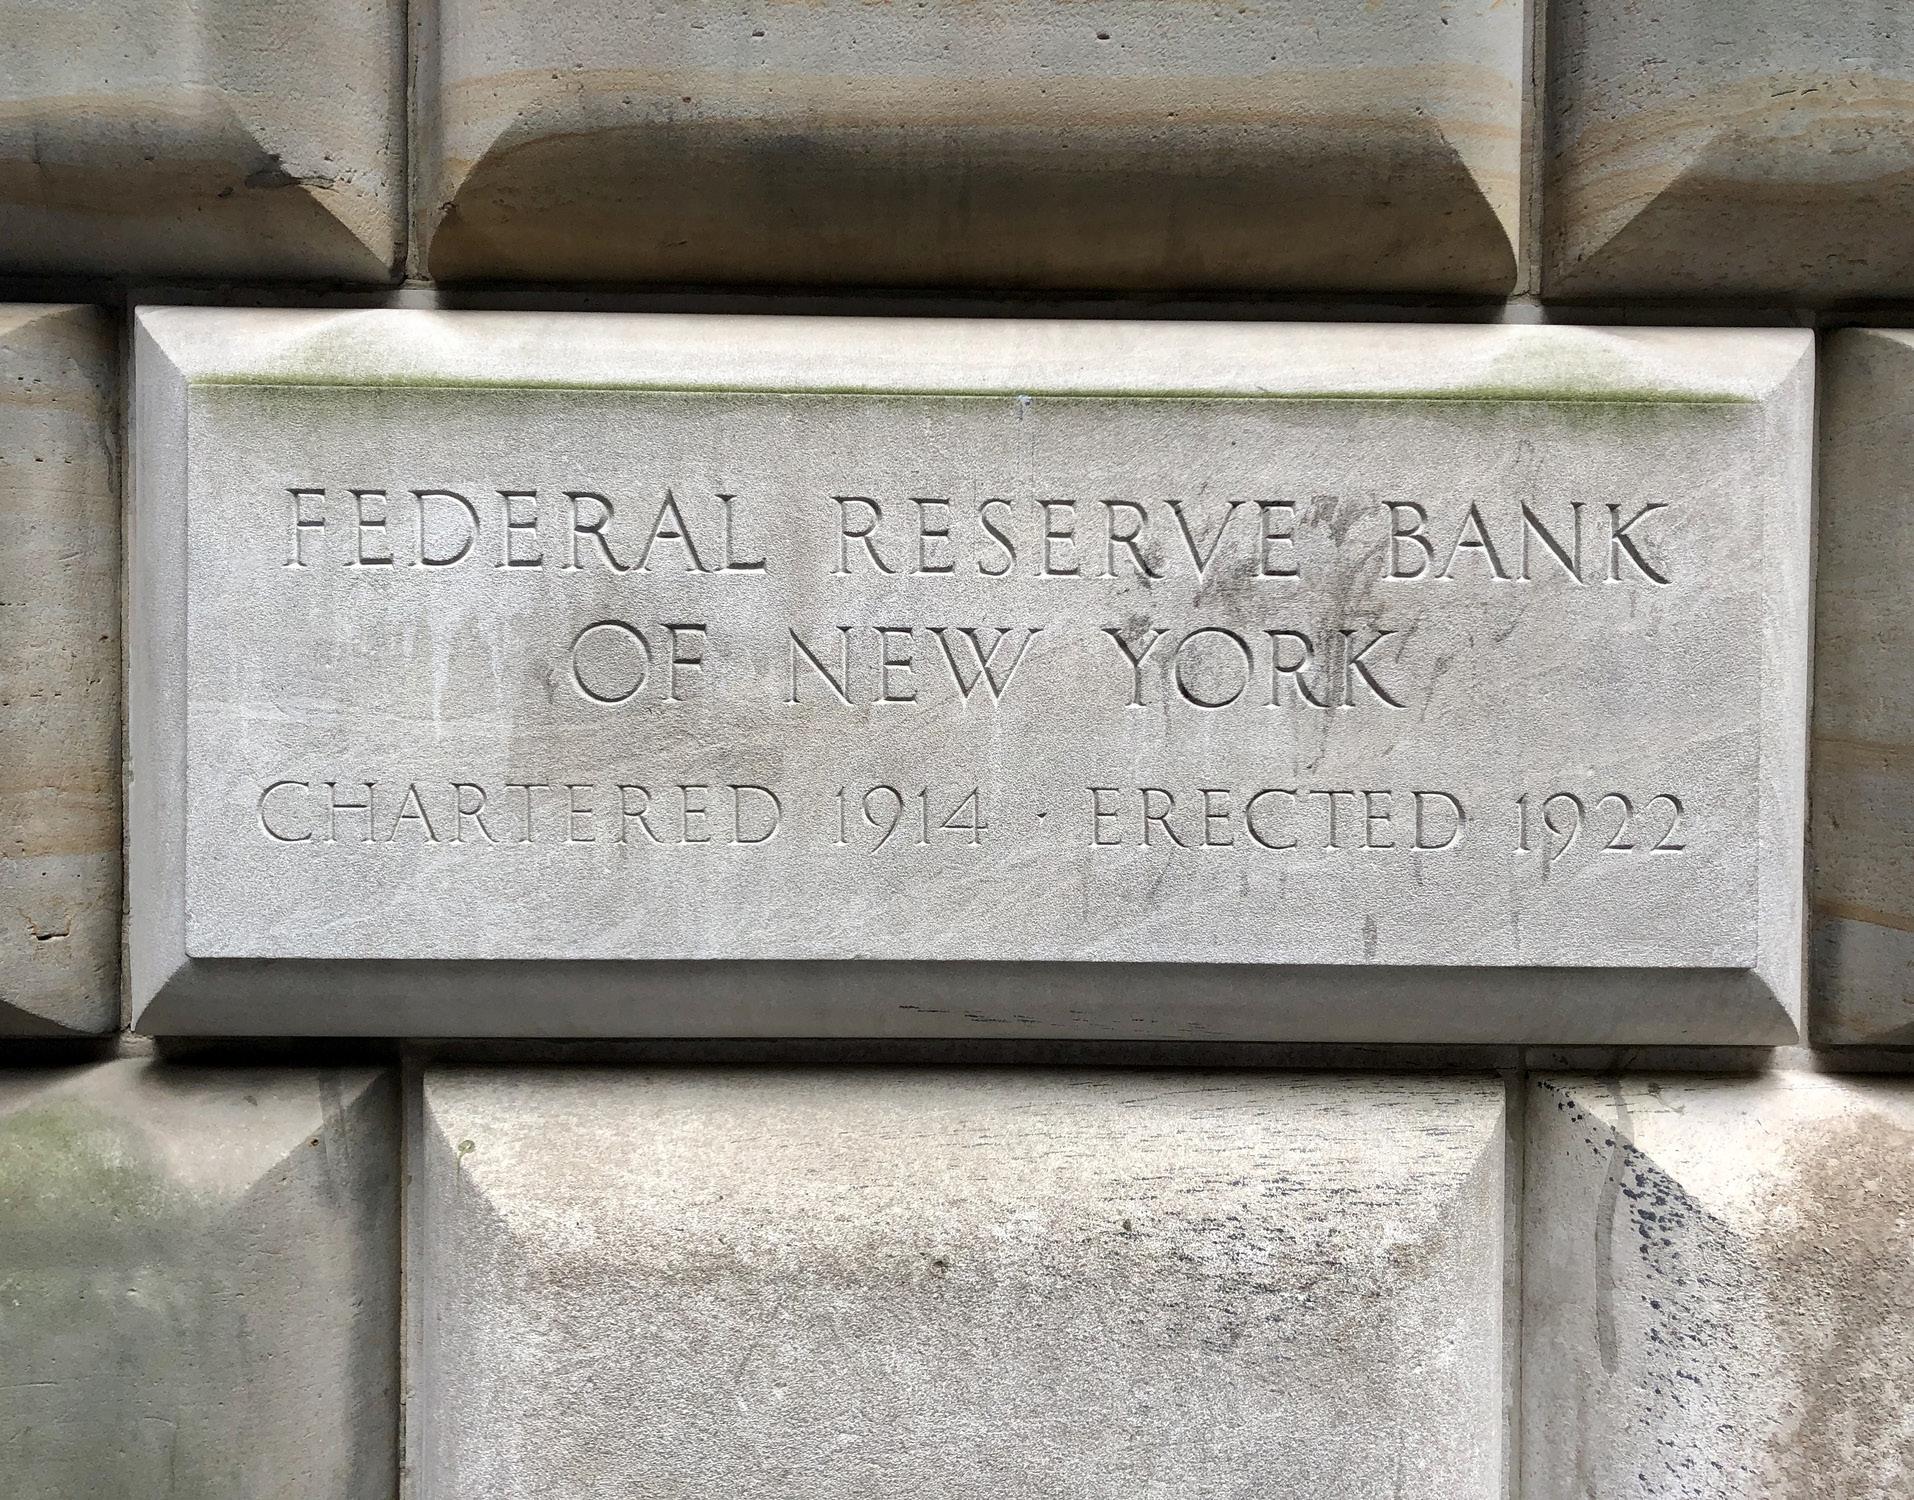 FEDERAL RESERVE BANK
OF NEW YORK
CHARTERED 1914 · ERECTED 1922